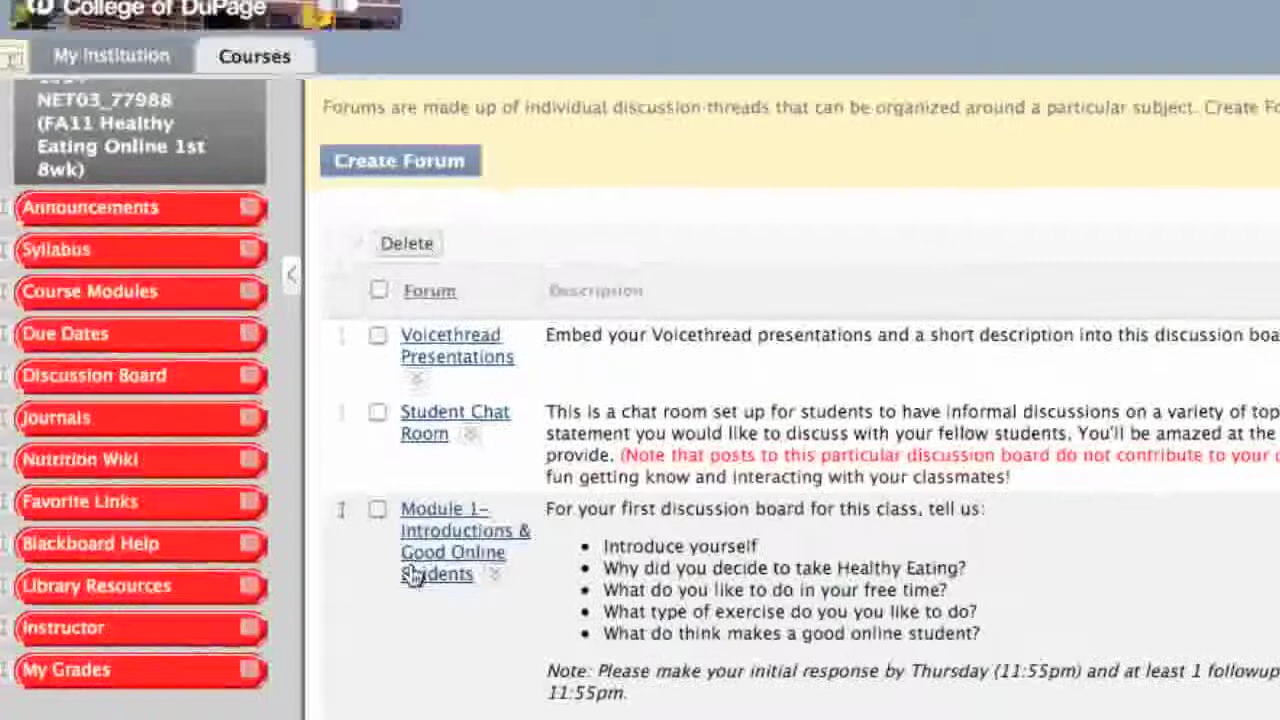 College of DuPage
My Institution
Courses
NET03_77988
(FA11 Healthy
Eating Online 1st
8wk)
Announcements
Syllabus
Course Modules
Due Dates
Discussion Board
Journals
Nutrition Wiki
Favorite Links
Blackboard Help
Library Resources
Instructor
My Grades
Forums are made up of individual discussion threads that can be organized around a particular subject. Create
Create Forum
Delete
Forum
Description
Voicethread
Presentations
Embed your Voicethread presentations and a short description into this discussion
Student Chat
Room
This is a chat room set up for students to have informal discussions on a variety of
statement you would like to discuss with your fellow students. You'll be amazed at the
provide. (Note that posts to this particular discussion board do not contribute to your
fun getting know and interacting with your classmates!
Module 1-
Introductions &
Good Online
Students
For your first discussion board for this class, tell us:
• Introduce yourself
• Why did you decide to take Healthy Eating?
• What do you like to do in your free time?
• What type of exercise do you you like to do?
• What do think makes a good online student?
Note: Please make your initial response by Thursday (11:55pm) and at least 1 followup
11:55pm.